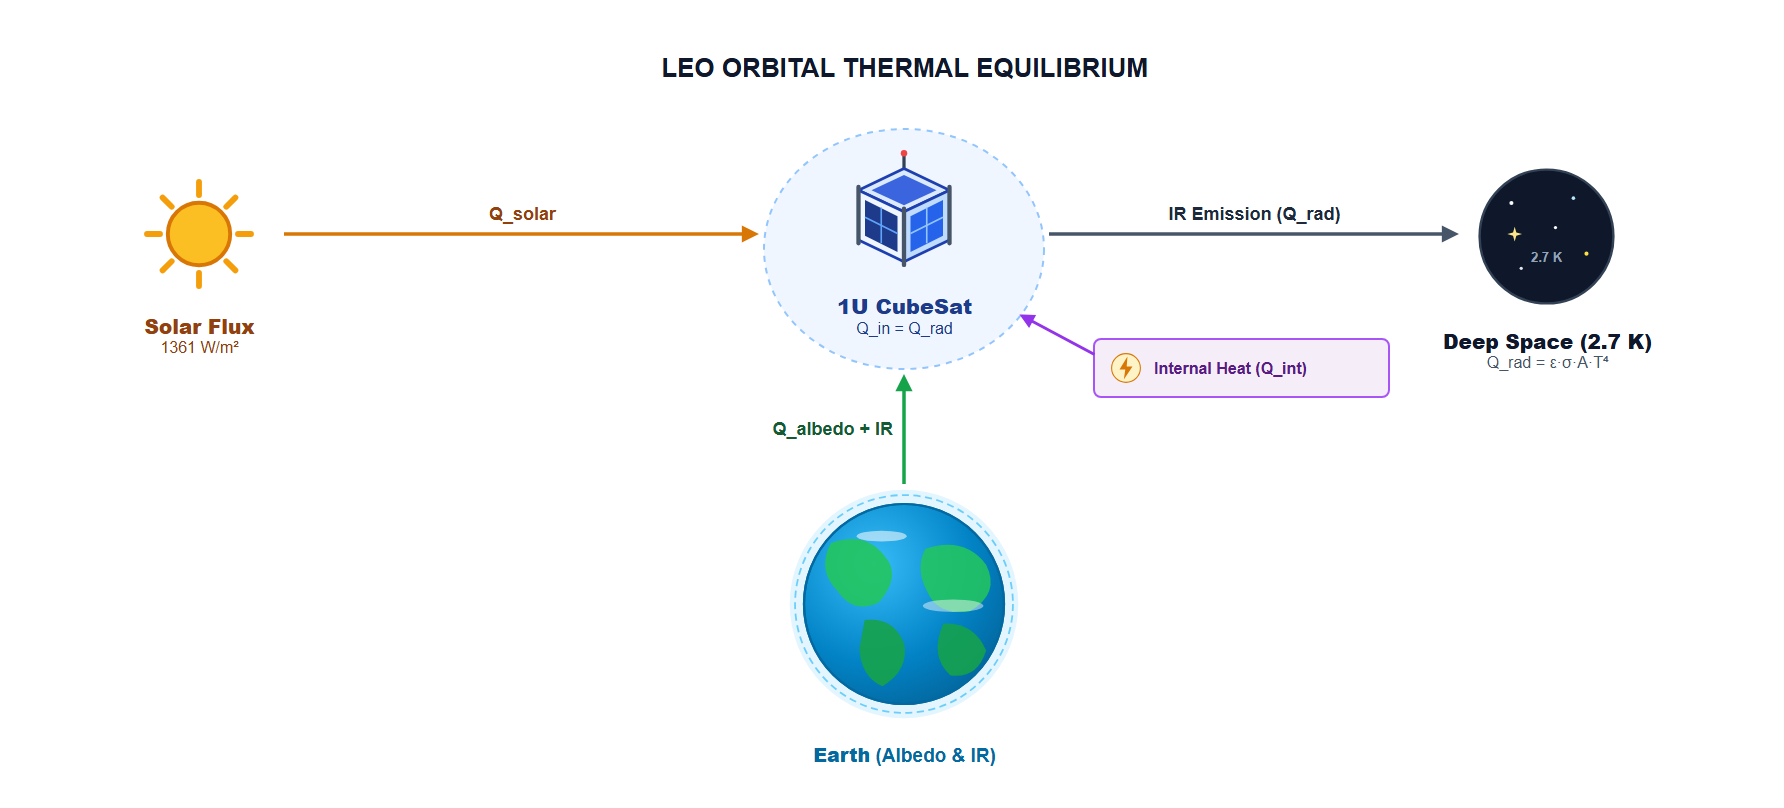 LEO ORBITAL THERMAL EQUILIBRIUM
Q_solar
IR Emission (Q_rad)
2.7 K
Solar Flux
1361 W/m²
1U CubeSat
Q_in = Q_rad
Deep Space (2.7 K)
Q_rad = ε·σ·A·T⁴
Internal Heat (Q_int)
Q_albedo + IR
Earth (Albedo & IR)